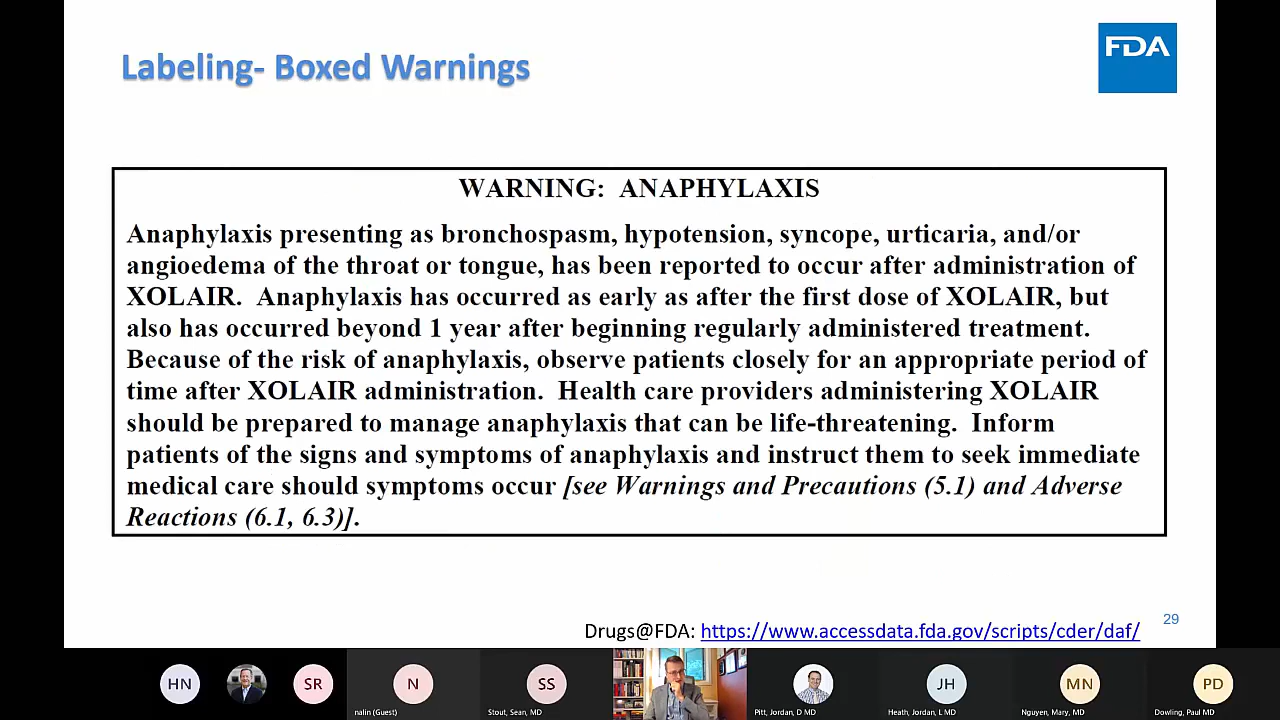 Labeling- Boxed Warnings
FDA
WARNING: ANAPHYLAXIS
Anaphylaxis presenting as bronchospasm, hypotension, syncope, urticaria, and/or
angioedema of the throat or tongue, has been reported to occur after administration of
XOLAIR. Anaphylaxis has occurred as early as after the first dose of XOLAIR, but
also has occurred beyond 1 year after beginning regularly administered treatment.
Because of the risk of anaphylaxis, observe patients closely for an appropriate period of
time after XOLAIR administration. Health care providers administering XOLAIR
should be prepared to manage anaphylaxis that can be life-threatening. Inform
patients of the signs and symptoms of anaphylaxis and instruct them to seek immediate
medical care should symptoms occur [see Warnings and Precautions (5.1) and Adverse
Reactions (6.1, 6.3)].
29
Drugs@FDA: https://www.accessdata.fda.gov/scripts/cder/daf/
HN
SR
N
SS
JH
MN
PD
nalin (Guest)
Stout, Sean, MD
Pitt, Jordan, D MD
Heath, Jordan, L MD
Nguyen, Mary, MD
Dowling, Paul MD